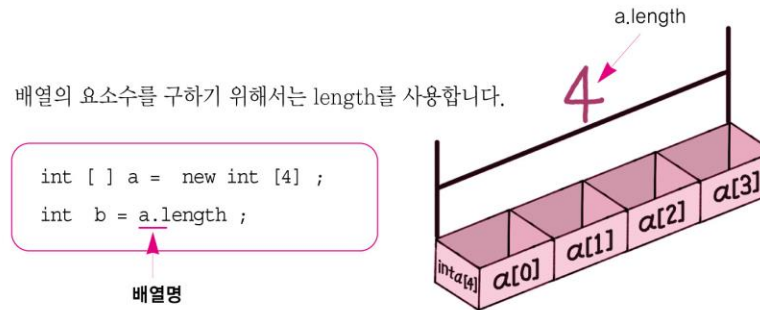 a.length
4
배열의 요소수를 구하기 위해서는 length를 사용합니다.
int [ ] a = new int [4] ;
int b = a.length ;
배열명
int a[4] a[0] a[1] a[2] a[3]